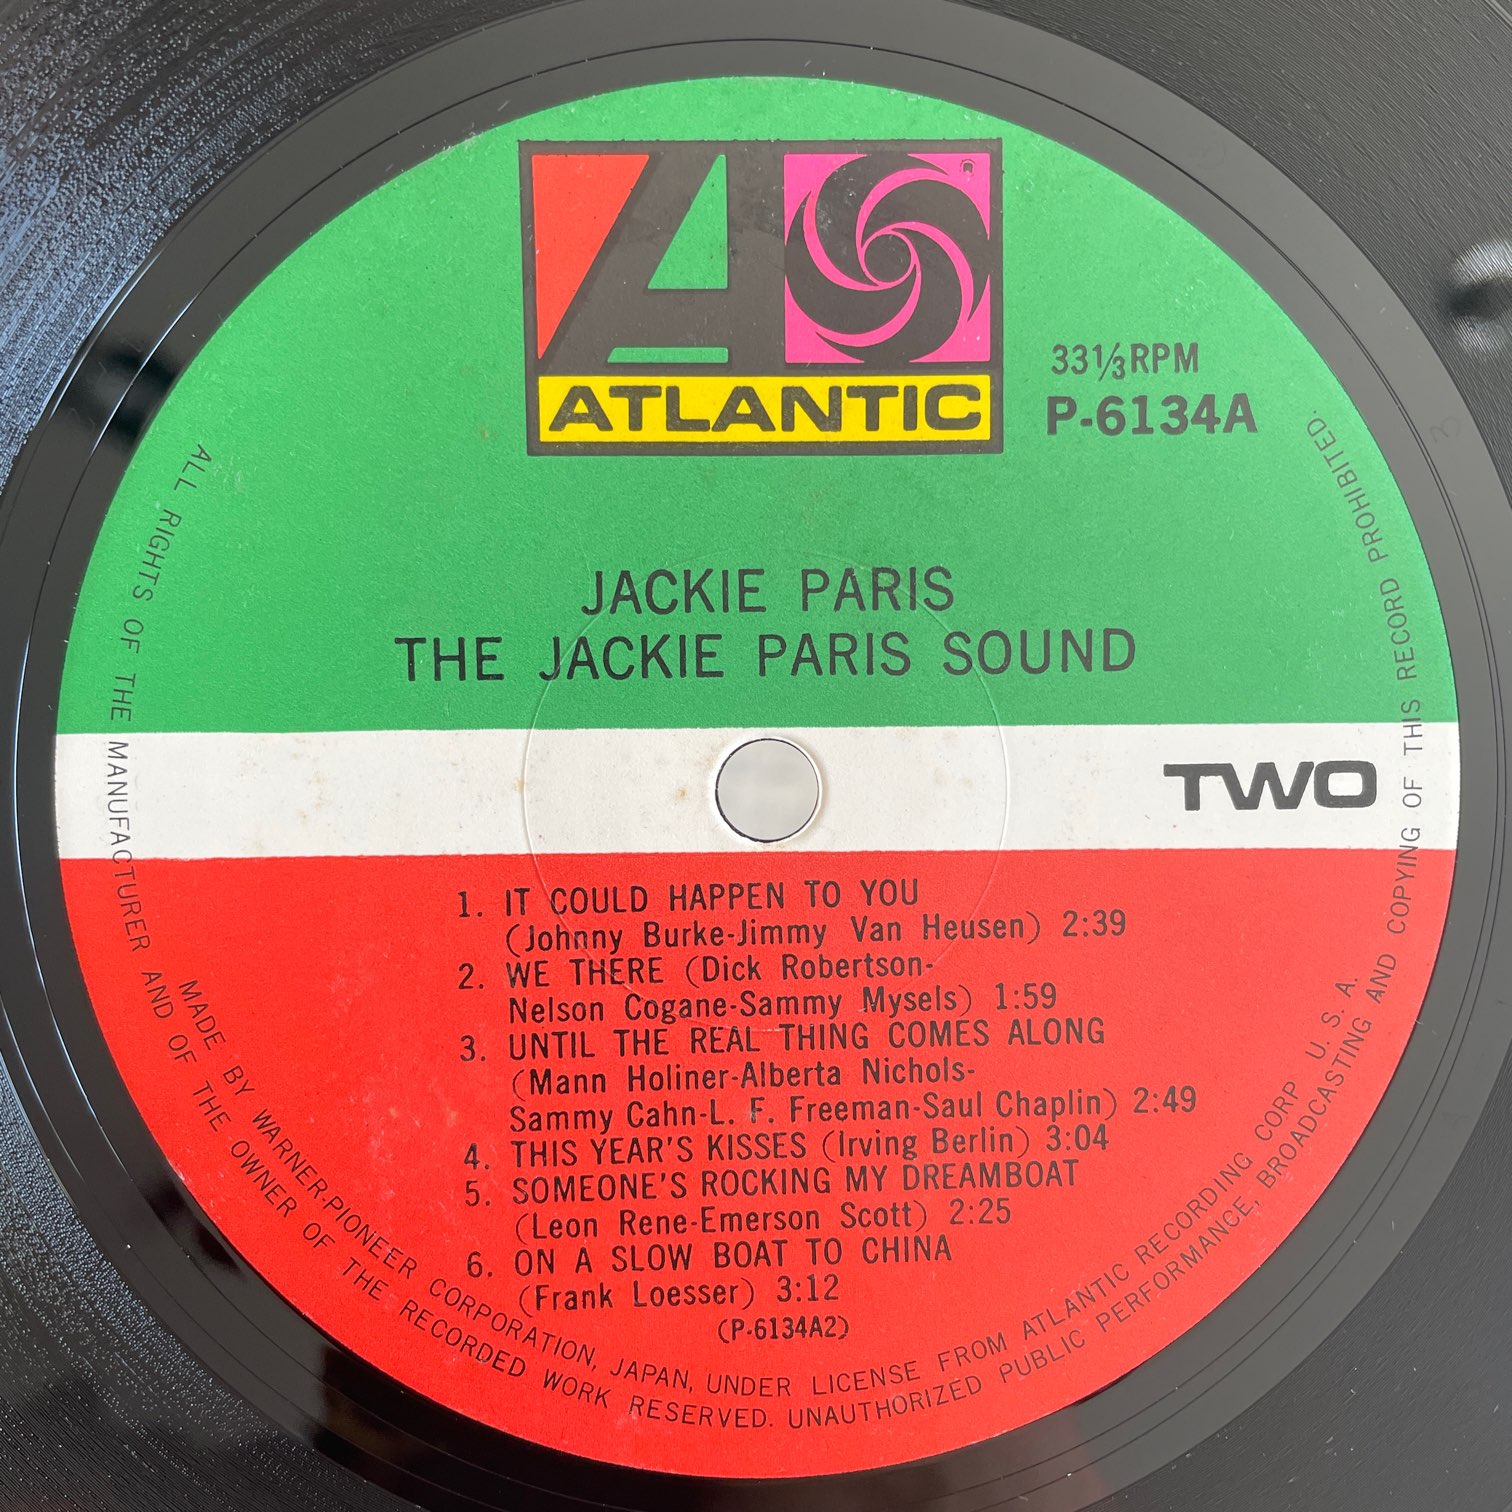 ATLANTIC
33⅓RPM
P-6134A
JACKIE PARIS
THE JACKIE PARIS SOUND
TWO
1. IT COULD HAPPEN TO YOU
(Johnny Burke-Jimmy Van Heusen) 2:39
2. WE THERE (Dick Robertson-
Nelson Cogane-Sammy Mysels) 1:59
3. UNTIL THE REAL THING COMES ALONG
(Mann Holiner-Alberta Nichols-
Sammy Cahn-L. F. Freeman-Saul Chaplin) 2:49
4. THIS YEAR'S KISSES (Irving Berlin) 3:04
5. SOMEONE'S ROCKING MY DREAMBOAT
(Leon Rene-Emerson Scott) 2:25
6. ON A SLOW BOAT TO CHINA
(Frank Loesser) 3:12
(P-6134A2)
MADE BY WARNER-PIONEER CORPORATION, JAPAN, UNDER LICENSE FROM ATLANTIC RECORDING CORP U. S. A.
ALL RIGHTS OF THE MANUFACTURER AND OF THE OWNER OF THE RECORDED WORK RESERVED. UNAUTHORIZED PUBLIC PERFORMANCE, BROADCASTING AND COPYING OF THIS RECORD PROHIBITED.